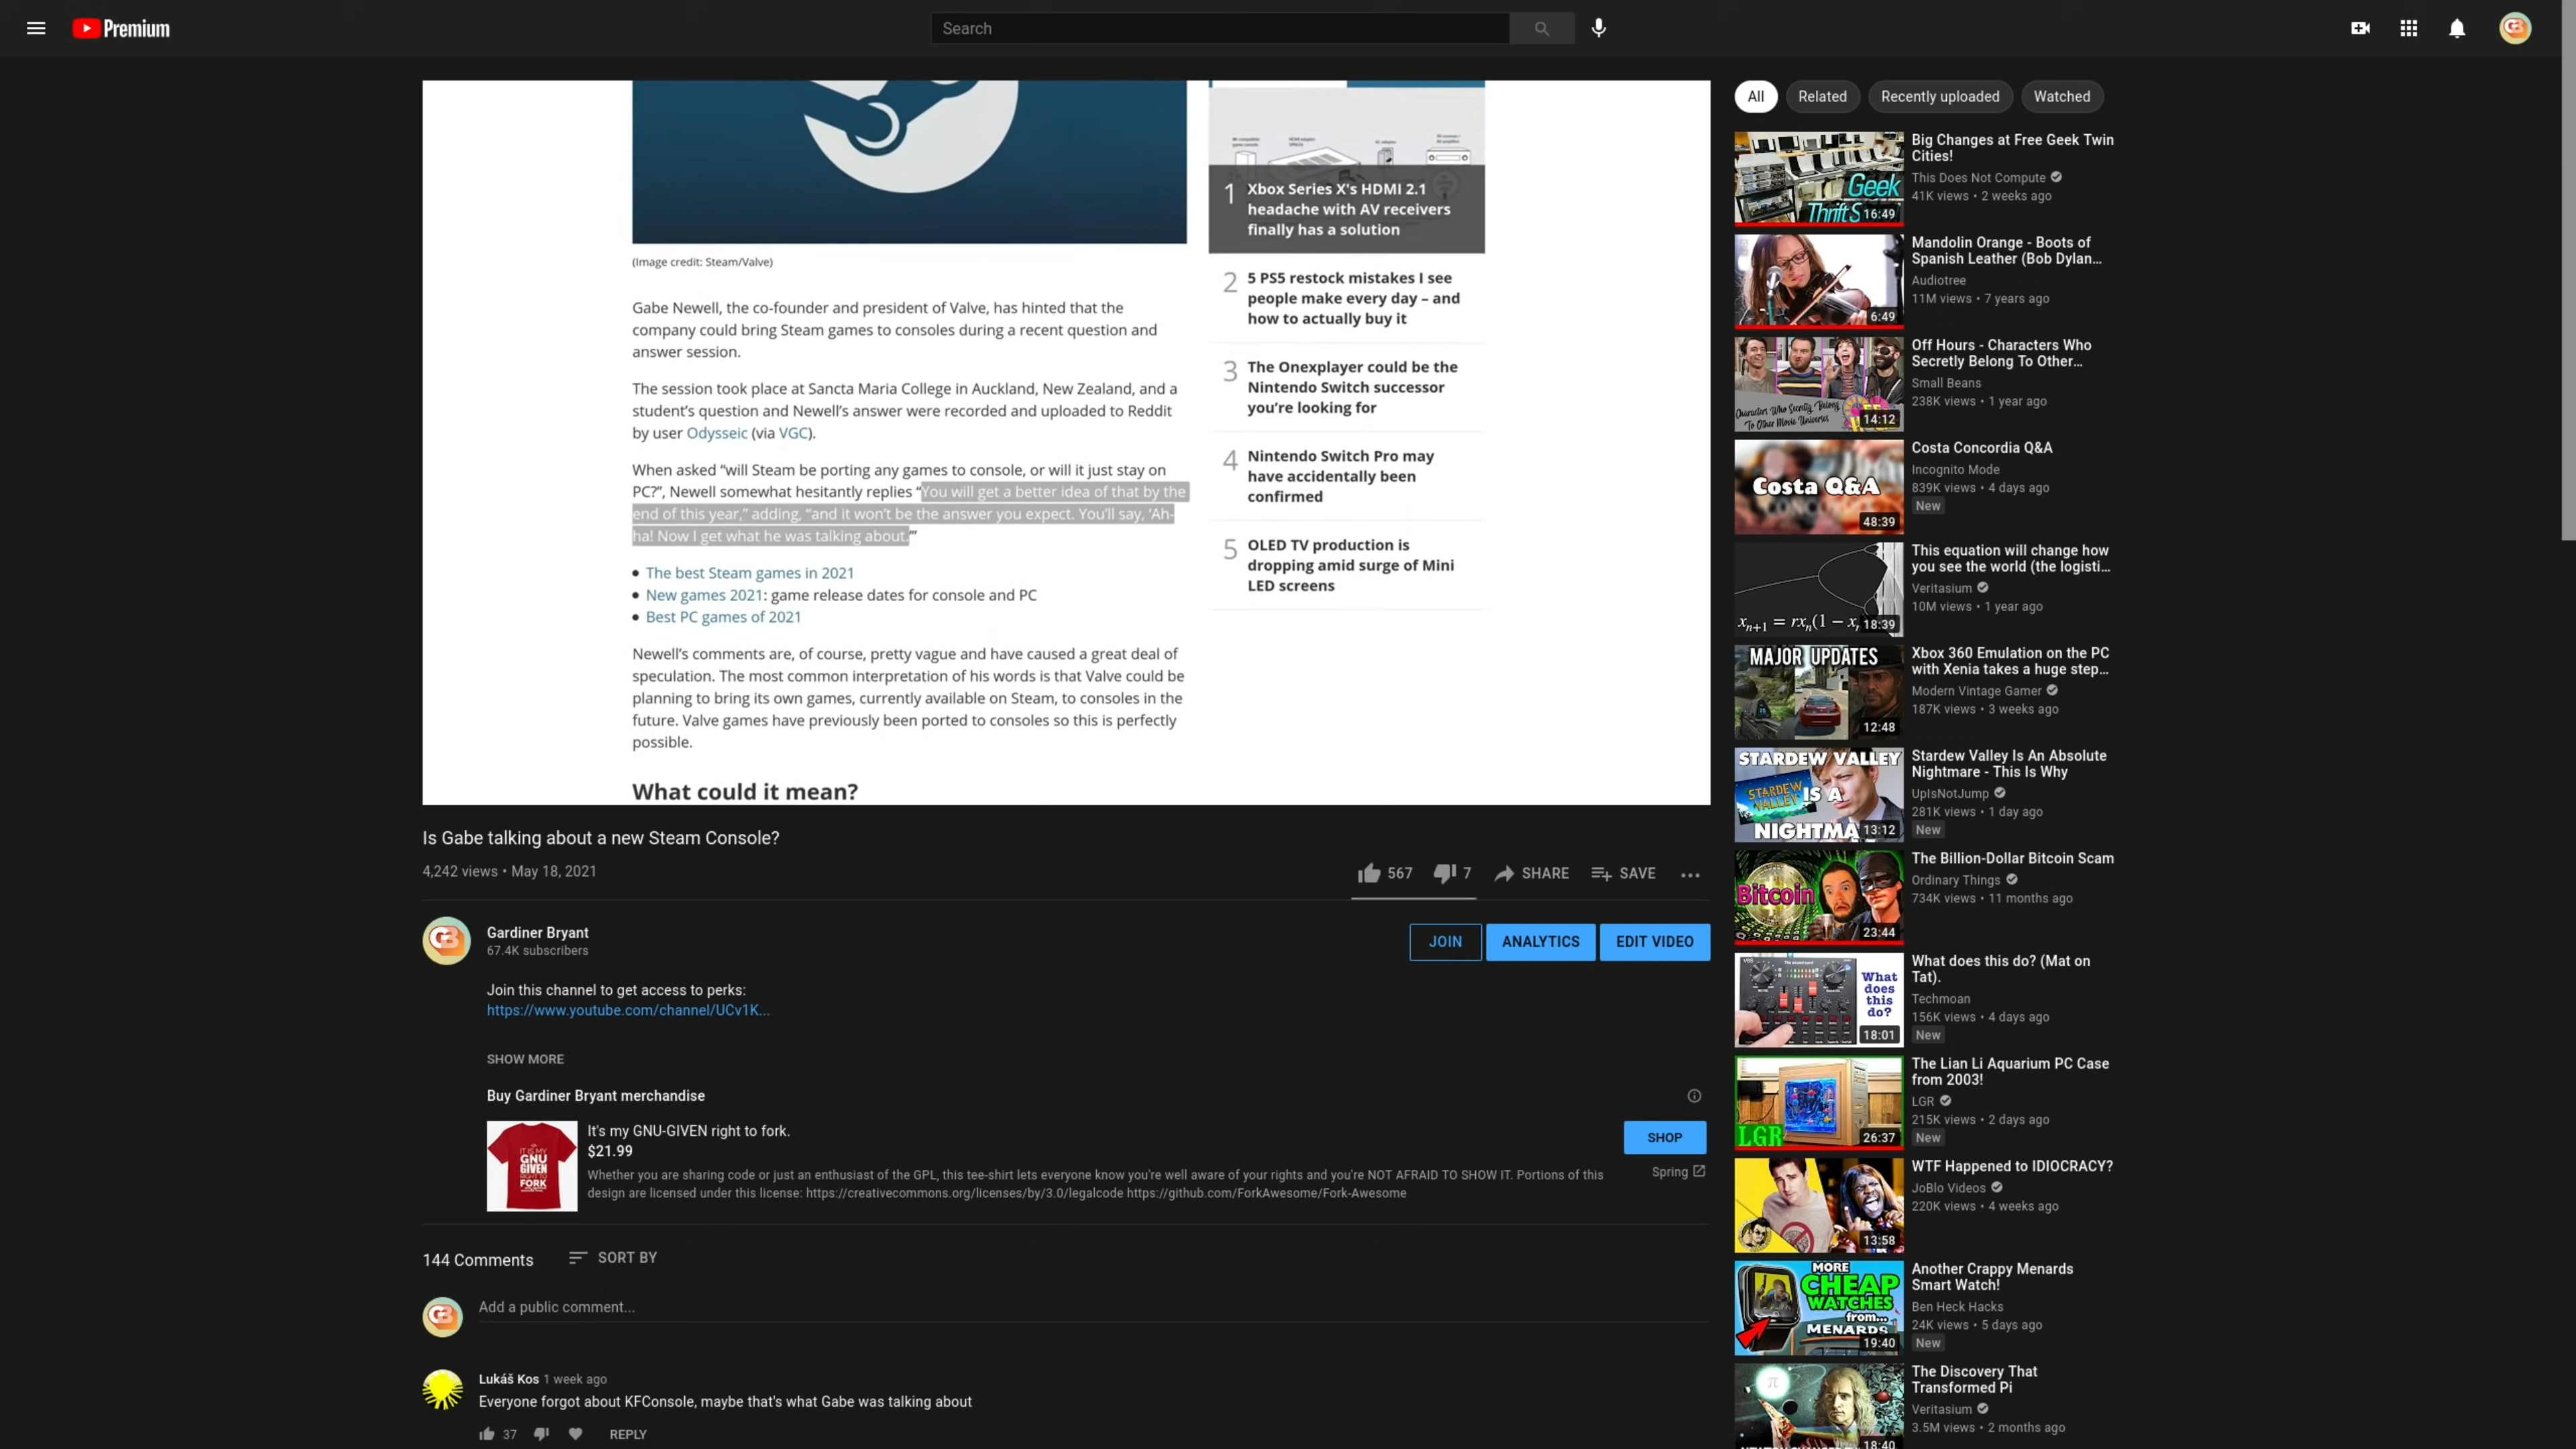 Premium
Search
1 Xbox Series X's HDMI 2.1
headache with AV receivers
finally has a solution
(Image credit: Steam/Valve)
Gabe Newell, the co-founder and president of Valve, has hinted that the
company could bring Steam games to consoles during a recent question and
answer session.
The session took place at Sancta Maria College in Auckland, New Zealand, and a
student's question and Newell's answer were recorded and uploaded to Reddit
by user Odysseic (via VGC).
When asked “will Steam be porting any games to console, or will it just stay on
PC?”, Newell somewhat hesitantly replies “You will get a better idea of that by the
end of this year,” adding, “and it won’t be the answer you expect. You’ll say, ‘Ah-
ha! Now I get what he was talking about.’”
The best Steam games in 2021
New games 2021: game release dates for console and PC
Best PC games of 2021
Newell’s comments are, of course, pretty vague and have caused a great deal of
speculation. The most common interpretation of his words is that Valve could be
planning to bring its own games, currently available on Steam, to consoles in the
future. Valve games have previously been ported to consoles so this is perfectly
possible.
What could it mean?
2 5 PS5 restock mistakes I see
people make every day – and
how to actually buy it
3 The Onexplayer could be the
Nintendo Switch successor
you’re looking for
4 Nintendo Switch Pro may
have accidentally been
confirmed
5 OLED TV production is
dropping amid surge of Mini
LED screens
Is Gabe talking about a new Steam Console?
4,242 views • May 18, 2021
567 7 SHARE SAVE
GB
Gardiner Bryant
67.4K subscribers
JOIN ANALYTICS EDIT VIDEO
Join this channel to get access to perks:
https://www.youtube.com/channel/UCv1K...
SHOW MORE
Buy Gardiner Bryant merchandise
IT IS MY
GNU
GIVEN
RIGHT TO
FORK
It's my GNU-GIVEN right to fork.
$21.99
Whether you are sharing code or just an enthusiast of the GPL, this tee-shirt lets everyone know you're well aware of your rights and you're NOT AFRAID TO SHOW IT. Portions of this
design are licensed under this license: https://creativecommons.org/licenses/by/3.0/legalcode https://github.com/ForkAwesome/Fork-Awesome
SHOP
Spring
144 Comments SORT BY
Add a public comment...
Lukáš Kos 1 week ago
Everyone forgot about KFConsole, maybe that's what Gabe was talking about
37 REPLY
All Related Recently uploaded Watched
Geek
Thrift S
16:49
Big Changes at Free Geek Twin
Cities!
This Does Not Compute
41K views • 2 weeks ago
6:49
Mandolin Orange - Boots of
Spanish Leather (Bob Dylan...
Audiotree
11M views • 7 years ago
Characters Who Secretly Belong
To Other Movie Universes
14:12
Off Hours - Characters Who
Secretly Belong To Other...
Small Beans
238K views • 1 year ago
Costa Q&A
48:39
Costa Concordia Q&A
Incognito Mode
839K views • 4 days ago
New
xn+1 = rxn(1 − x
18:39
This equation will change how
you see the world (the logisti...
Veritasium
10M views • 1 year ago
MAJOR UPDATES
12:48
Xbox 360 Emulation on the PC
with Xenia takes a huge step...
Modern Vintage Gamer
187K views • 3 weeks ago
STARDEW VALLEY
STARDEW VALLEY
IS A
NIGHTMA
13:12
Stardew Valley Is An Absolute
Nightmare - This Is Why
UpIsNotJump
281K views • 1 day ago
New
Bitcoin
23:44
The Billion-Dollar Bitcoin Scam
Ordinary Things
734K views • 11 months ago
What
does
this
do?
18:01
What does this do? (Mat on
Tat).
Techmoan
156K views • 4 days ago
New
LGR
26:37
The Lian Li Aquarium PC Case
from 2003!
LGR
215K views • 2 days ago
New
13:58
WTF Happened to IDIOCRACY?
JoBlo Videos
220K views • 4 weeks ago
MORE
CHEAP
WATCHES
from...
MENARDS
19:40
Another Crappy Menards
Smart Watch!
Ben Heck Hacks
24K views • 5 days ago
New
π
18:40
The Discovery That
Transformed Pi
Veritasium
3.5M views • 2 months ago